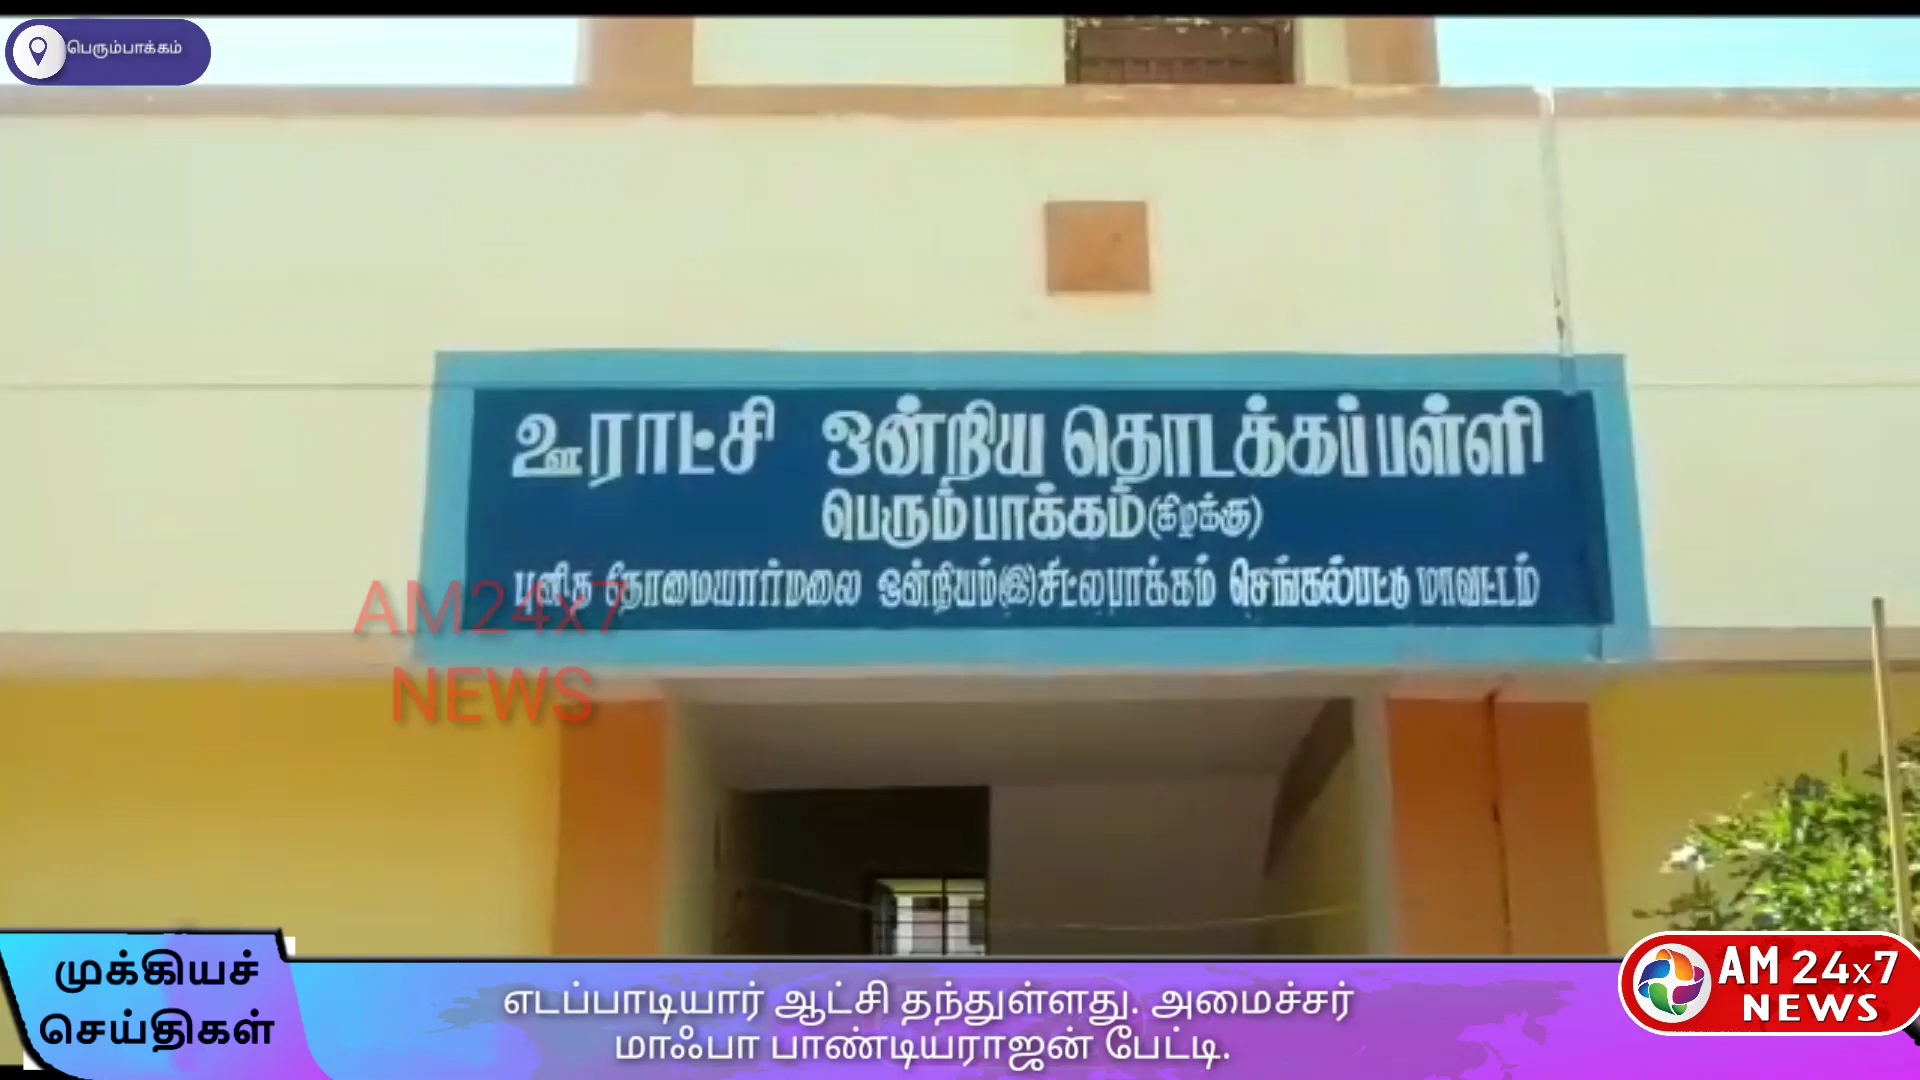 பெரும்பாக்கம்
ஊராட்சி ஒன்றிய தொடக்கப்பள்ளி
பெரும்பாக்கம்(கிழக்கு)
புனித தோமையார்மலை ஒன்றியம்(இ)சிட்லபாக்கம் செங்கல்பட்டு மாவட்டம்
AM24x7
NEWS
முக்கியச்
செய்திகள்
எடப்பாடியார் ஆட்சி தந்துள்ளது. அமைச்சர்
மாஃபா பாண்டியராஜன் பேட்டி.
AM 24x7
NEWS